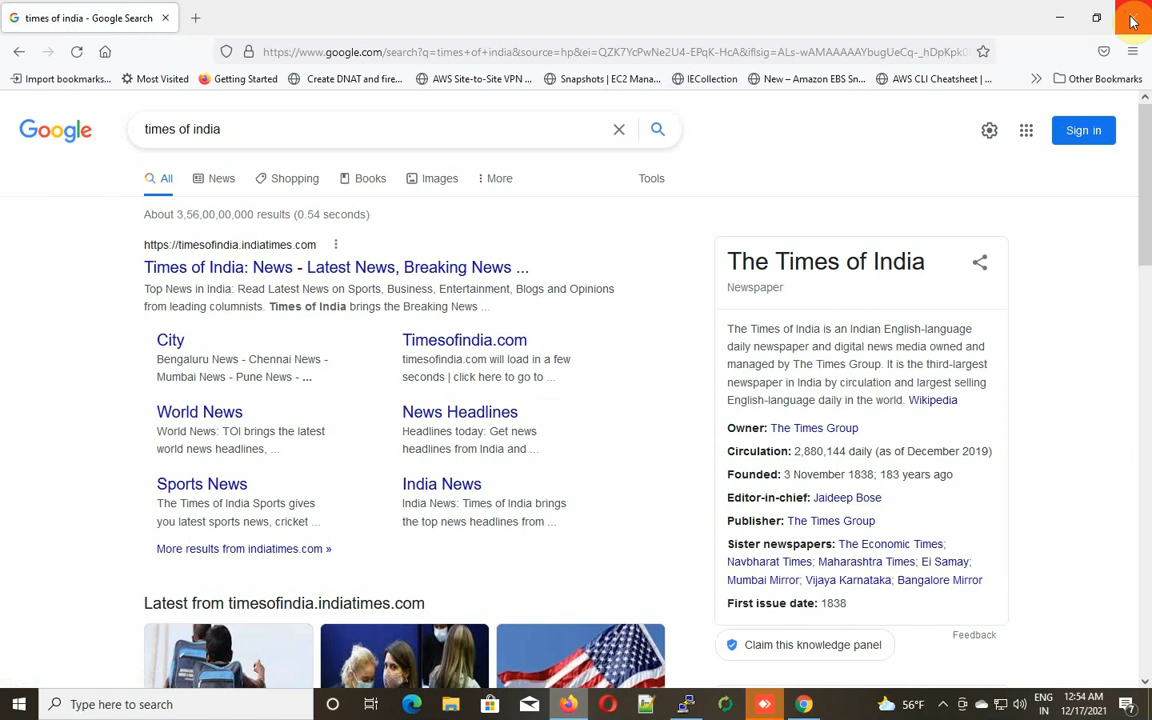 times of india - Google Search
https://www.google.com/search?q=times+of+india&source=hp&ei=QZK7YcPwNe2U4-EPqK-HcA&iflsig=ALs-wAMAAAAAYbugUeCq-_hDpKpk0
Import bookmarks...
Most Visited
Getting Started
Create DNAT and fire...
AWS Site-to-Site VPN ...
Snapshots | EC2 Mana...
IECollection
New – Amazon EBS Sn...
AWS CLI Cheatsheet | ...
Other Bookmarks
Google
times of india
Sign in
All
News
Shopping
Books
Images
More
Tools
About 3,56,00,00,000 results (0.54 seconds)
https://timesofindia.indiatimes.com
Times of India: News - Latest News, Breaking News ...
Top News in India: Read Latest News on Sports, Business, Entertainment, Blogs and Opinions
from leading columnists. Times of India brings the Breaking News ...
City
Bengaluru News - Chennai News -
Mumbai News - Pune News - ...
Timesofindia.com
timesofindia.com will load in a few
seconds | click here to go to ...
World News
World News: TOI brings the latest
world news headlines, ...
News Headlines
Headlines today: Get news
headlines from India and ...
Sports News
The Times of India Sports gives
you latest sports news, cricket ...
India News
India News: Times of India brings
the top news headlines from ...
More results from indiatimes.com »
Latest from timesofindia.indiatimes.com
The Times of India
Newspaper
The Times of India is an Indian English-language
daily newspaper and digital news media owned and
managed by The Times Group. It is the third-largest
newspaper in India by circulation and largest selling
English-language daily in the world. Wikipedia
Owner: The Times Group
Circulation: 2,880,144 daily (as of December 2019)
Founded: 3 November 1838; 183 years ago
Editor-in-chief: Jaideep Bose
Publisher: The Times Group
Sister newspapers: The Economic Times;
Navbharat Times; Maharashtra Times; Ei Samay;
Mumbai Mirror; Vijaya Karnataka; Bangalore Mirror
First issue date: 1838
Feedback
Claim this knowledge panel
Type here to search
56°F
ENG
IN
12:54 AM
12/17/2021
7